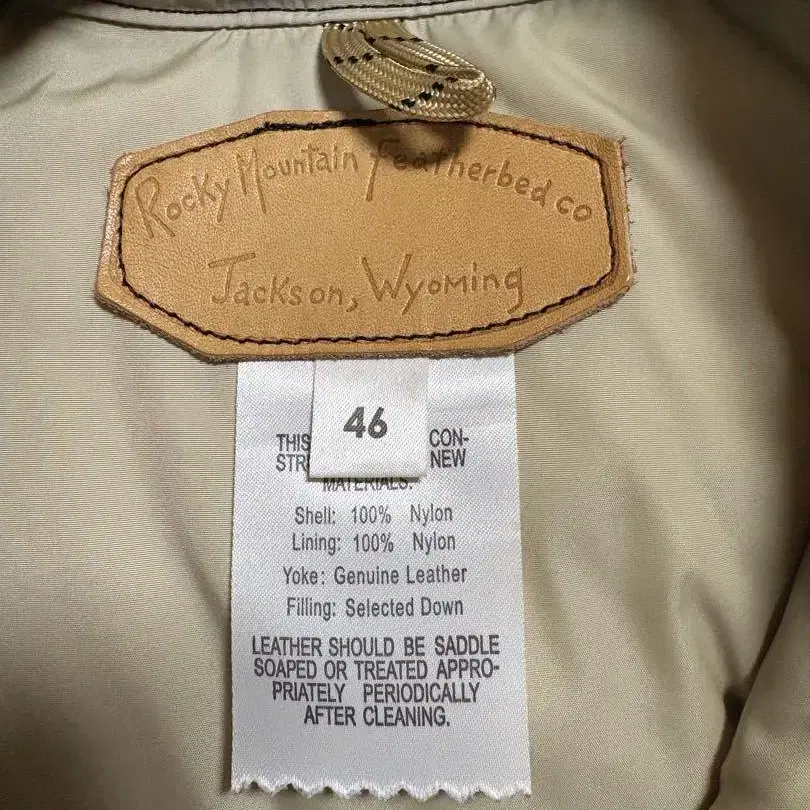 Rocky Mountain Featherbed co
Jackson, Wyoming
46
THIS CON-
STR NEW
MATERIALS:
Shell: 100% Nylon
Lining: 100% Nylon
Yoke: Genuine Leather
Filling: Selected Down
LEATHER SHOULD BE SADDLE
SOAPED OR TREATED APPRO-
PRIATELY PERIODICALLY
AFTER CLEANING.